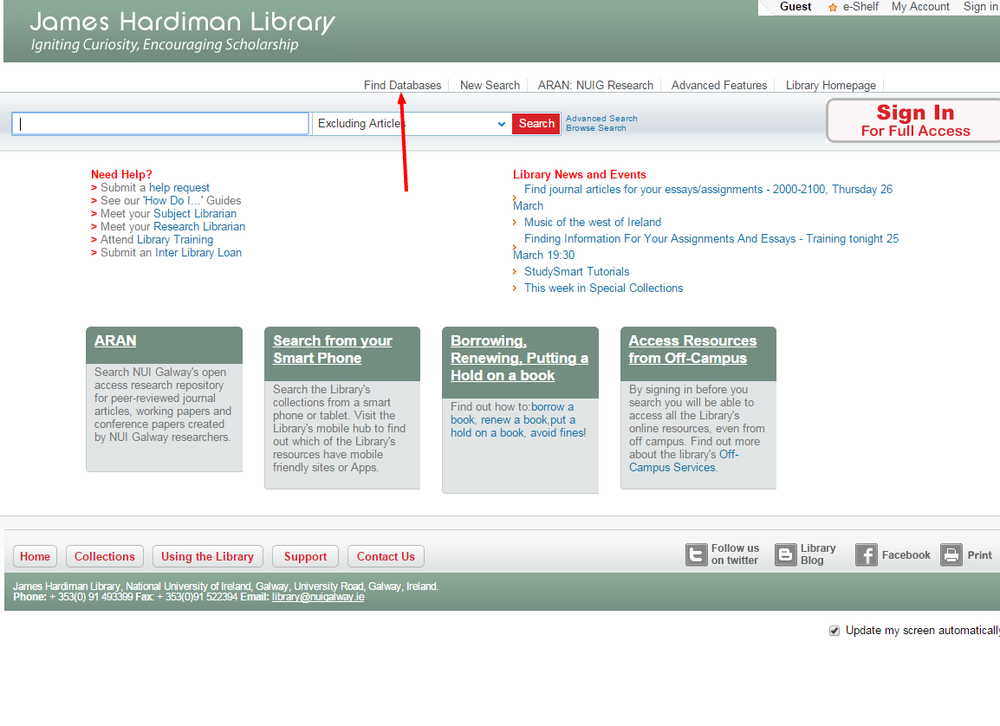 Guest e-Shelf My Account Sign in
James Hardiman Library
Igniting Curiosity, Encouraging Scholarship
Find Databases New Search ARAN: NUIG Research Advanced Features Library Homepage
Excluding Articles Search
Advanced Search
Browse Search
Sign In
For Full Access
Need Help?
> Submit a help request
> See our 'How Do I...' Guides
> Meet your Subject Librarian
> Meet your Research Librarian
> Attend Library Training
> Submit an Inter Library Loan
Library News and Events
Find journal articles for your essays/assignments - 2000-2100, Thursday 26
March
Music of the west of Ireland
Finding Information For Your Assignments And Essays - Training tonight 25
March 19:30
StudySmart Tutorials
This week in Special Collections
ARAN
Search NUI Galway's open
access research repository
for peer-reviewed journal
articles, working papers and
conference papers created
by NUI Galway researchers.
Search from your
Smart Phone
Search the Library's
collections from a smart
phone or tablet. Visit the
Library's mobile hub to find
out which of the Library's
resources have mobile
friendly sites or Apps.
Borrowing,
Renewing, Putting a
Hold on a book
Find out how to:borrow a
book, renew a book,put a
hold on a book, avoid fines!
Access Resources
from Off-Campus
By signing in before you
search you will be able to
access all the Library's
online resources, even from
off campus. Find out more
about the library's Off-
Campus Services.
Home Collections Using the Library Support Contact Us
Follow us
on twitter
Library
Blog
Facebook
Print
James Hardiman Library, National University of Ireland, Galway, University Road, Galway, Ireland.
Phone: + 353(0) 91 493399 Fax: + 353(0)91 522394 Email: library@nuigalway.ie
Update my screen automatically